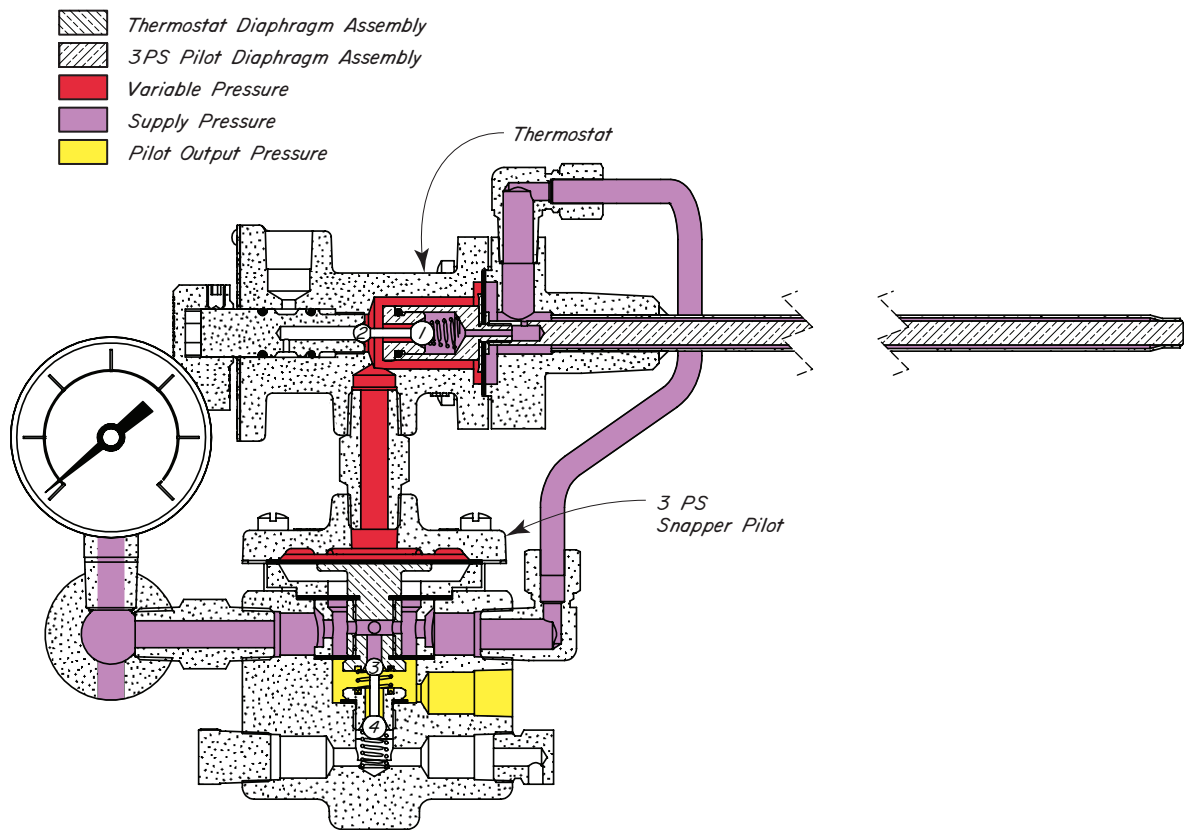 Thermostat Diaphragm Assembly
3PS Pilot Diaphragm Assembly
Variable Pressure
Supply Pressure
Pilot Output Pressure
Thermostat
1
3 PS
Snapper Pilot
3
4